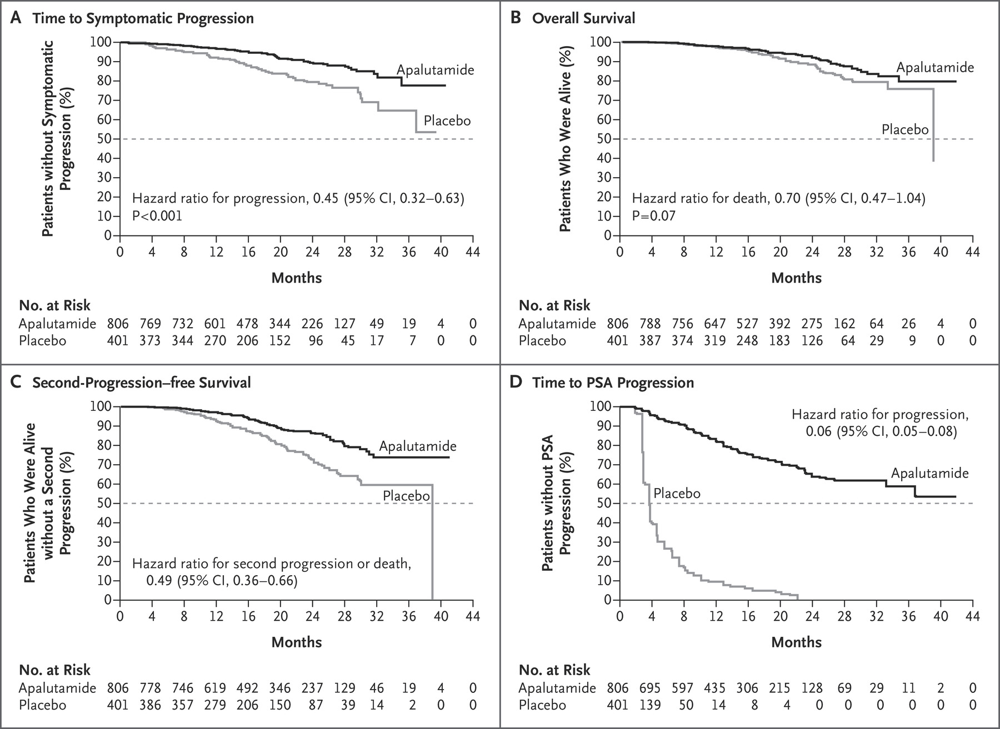 A Time to Symptomatic Progression
Patients without Symptomatic
Progression (%)
100
90
80
70
60
50
40
30
20
10
0
Apalutamide
Placebo
Hazard ratio for progression, 0.45 (95% CI, 0.32–0.63)
P<0.001
0 4 8 12 16 20 24 28 32 36 40 44
Months
No. at Risk
Apalutamide 806 769 732 601 478 344 226 127 49 19 4 0
Placebo 401 373 344 270 206 152 96 45 17 7 0 0
B Overall Survival
Patients Who Were Alive (%)
100
90
80
70
60
50
40
30
20
10
0
Apalutamide
Placebo
Hazard ratio for death, 0.70 (95% CI, 0.47–1.04)
P=0.07
0 4 8 12 16 20 24 28 32 36 40 44
Months
No. at Risk
Apalutamide 806 788 756 647 527 392 275 162 64 26 4 0
Placebo 401 387 374 319 248 183 126 64 29 9 0 0
C Second-Progression–free Survival
Patients Who Were Alive
without a Second
Progression (%)
100
90
80
70
60
50
40
30
20
10
0
Apalutamide
Placebo
Hazard ratio for second progression or death,
0.49 (95% CI, 0.36–0.66)
0 4 8 12 16 20 24 28 32 36 40 44
Months
No. at Risk
Apalutamide 806 778 746 619 492 346 237 129 46 19 4 0
Placebo 401 386 357 279 206 150 87 39 14 2 0 0
D Time to PSA Progression
Patients without PSA
Progression (%)
100
90
80
70
60
50
40
30
20
10
0
Hazard ratio for progression,
0.06 (95% CI, 0.05–0.08)
Apalutamide
Placebo
0 4 8 12 16 20 24 28 32 36 40 44
Months
No. at Risk
Apalutamide 806 695 597 435 306 215 128 69 29 11 2 0
Placebo 401 139 50 14 8 4 0 0 0 0 0 0